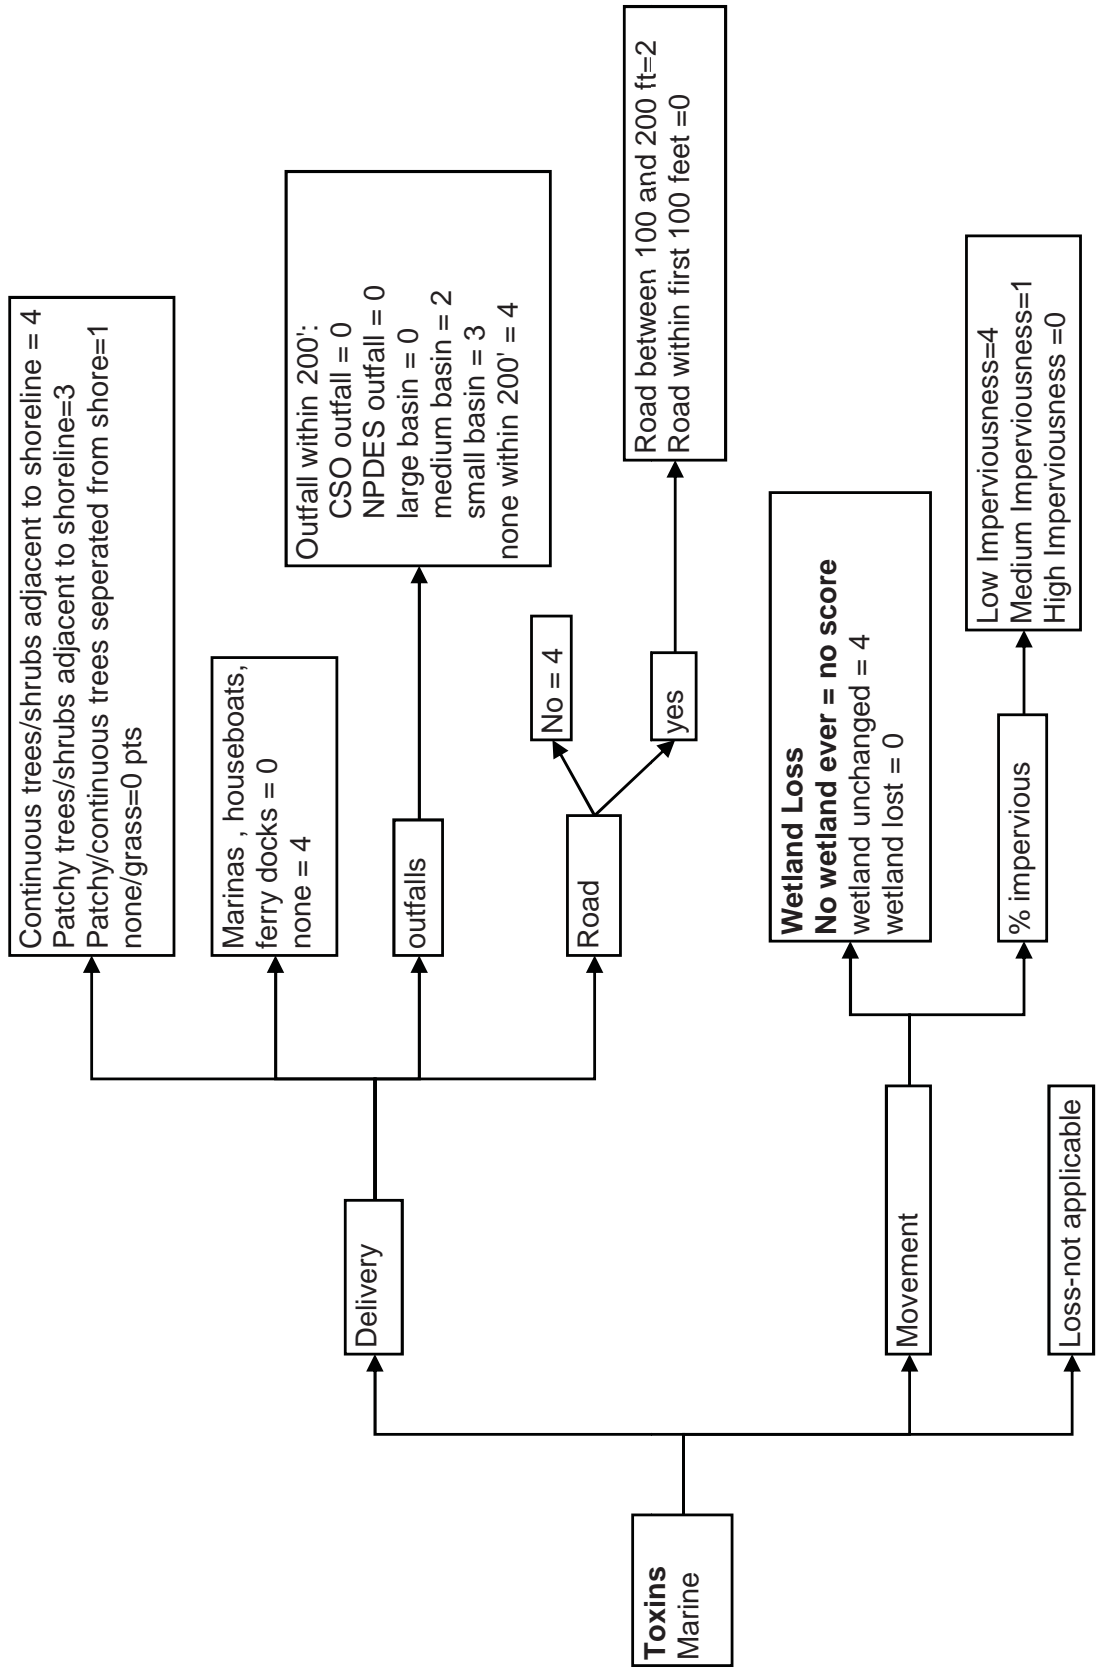 Toxins
Marine
Delivery
Continuous trees/shrubs adjacent to shoreline = 4
Patchy trees/shrubs adjacent to shoreline=3
Patchy/continuous trees seperated from shore=1
none/grass=0 pts
Marinas , houseboats,
ferry docks = 0
none = 4
outfalls
Outfall within 200':
CSO outfall = 0
NPDES outfall = 0
large basin = 0
medium basin = 2
small basin = 3
none within 200' = 4
Road
No = 4
yes
Road between 100 and 200 ft=2
Road within first 100 feet =0
Movement
Wetland Loss
No wetland ever = no score
wetland unchanged = 4
wetland lost = 0
% impervious
Low Imperviousness=4
Medium Imperviousness=1
High Imperviousness =0
Loss-not applicable